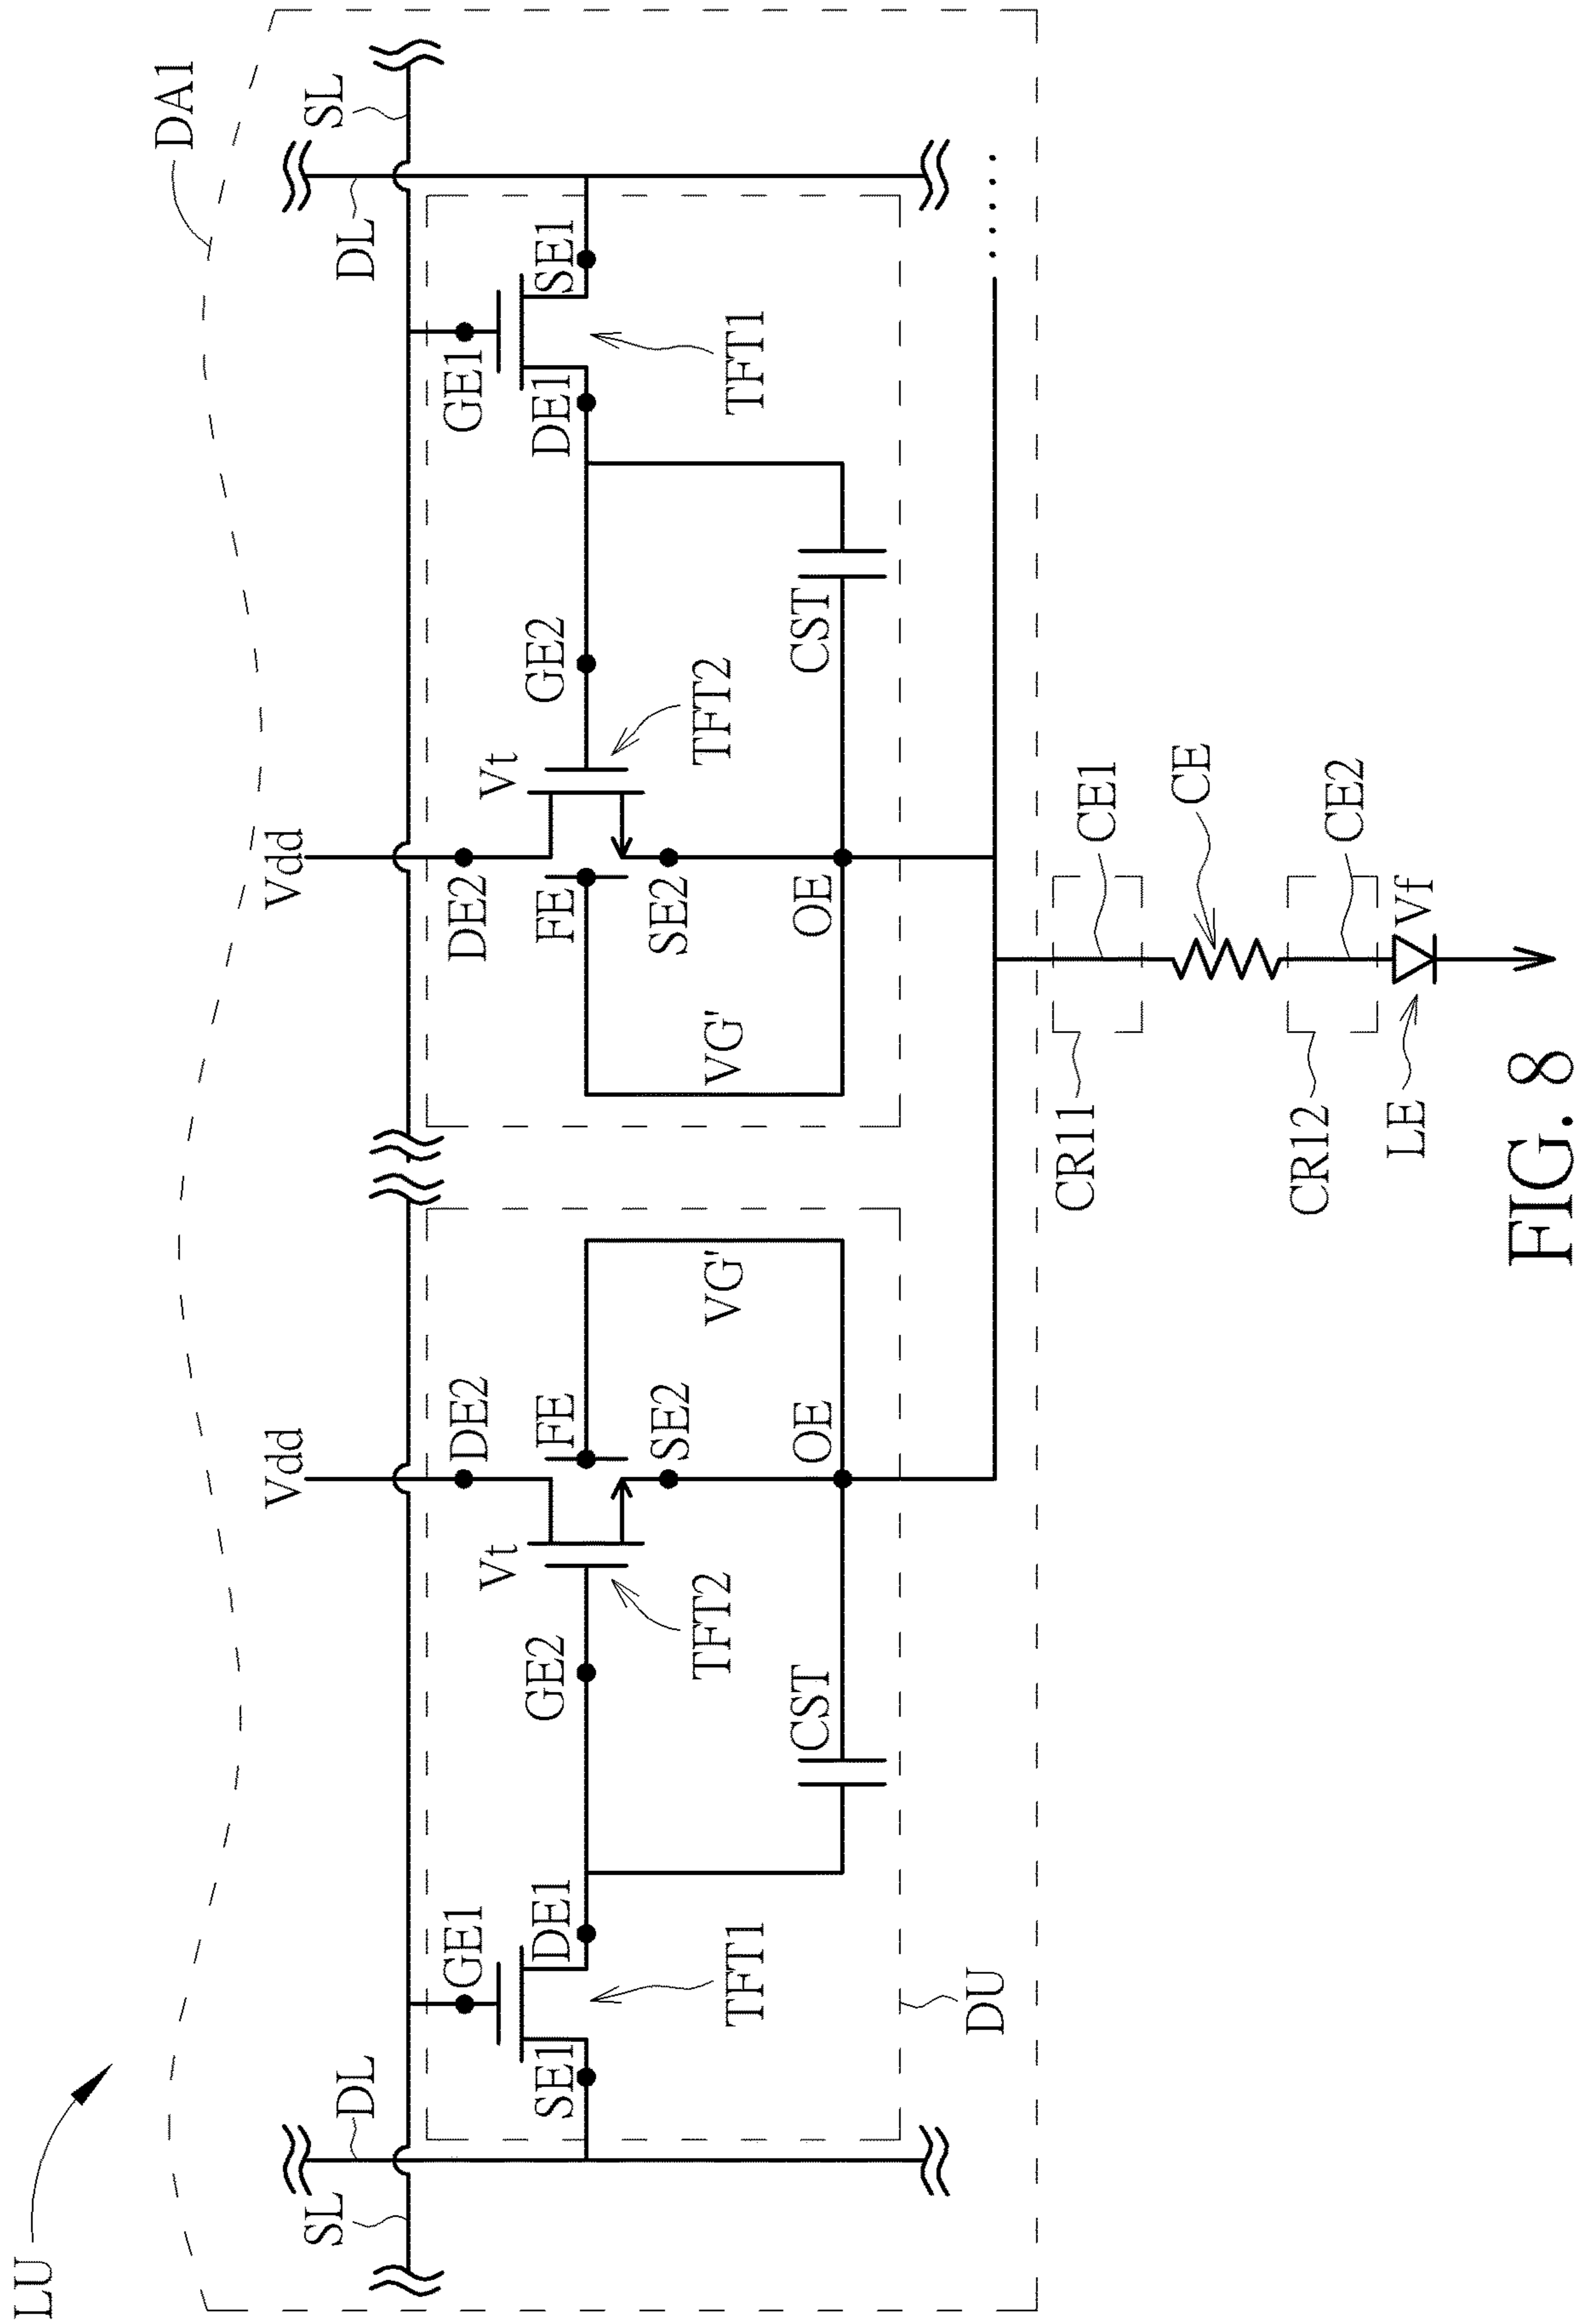 LU
DA1
Vdd
Vdd
SL
SL
DL
DL
GE1
DE2
DE2
GE1
Vt
Vt
SE1
DE1
GE2
FE
FE
GE2
DE1
SE1
SE2
SE2
TFT1
TFT2
VG'
VG'
TFT2
TFT1
CST
OE
OE
CST
DU
CR11
CE1
CE
CR12
CE2
LE
Vf
FIG. 8